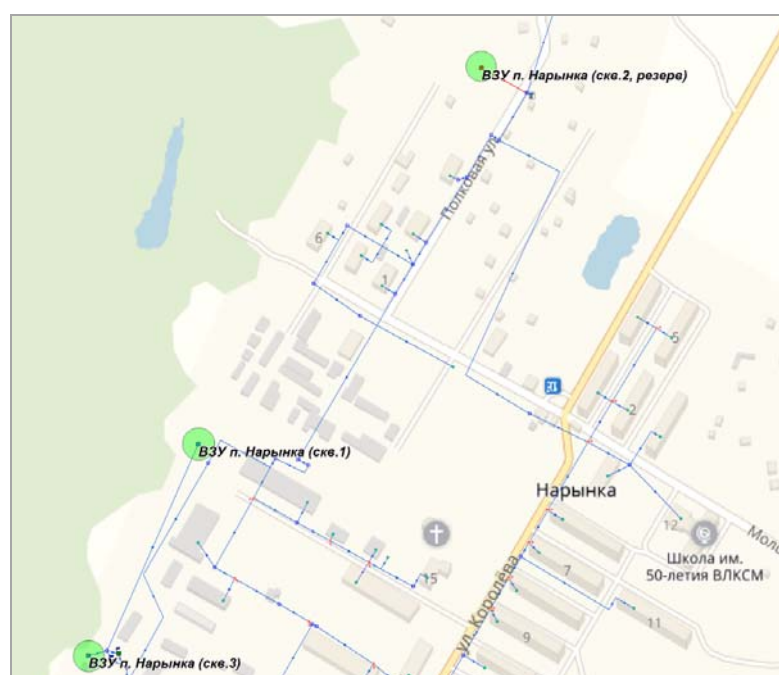 ВЗУ п. Нарынка (скв.2, резерв)
Полковая ул.
6
1
5
2
ВЗУ п. Нарынка (скв.1)
Нарынка
12
Моло
Школа им.
50-летия ВЛКСМ
15
7
ул. Королёва
11
9
ВЗУ п. Нарынка (скв.3)